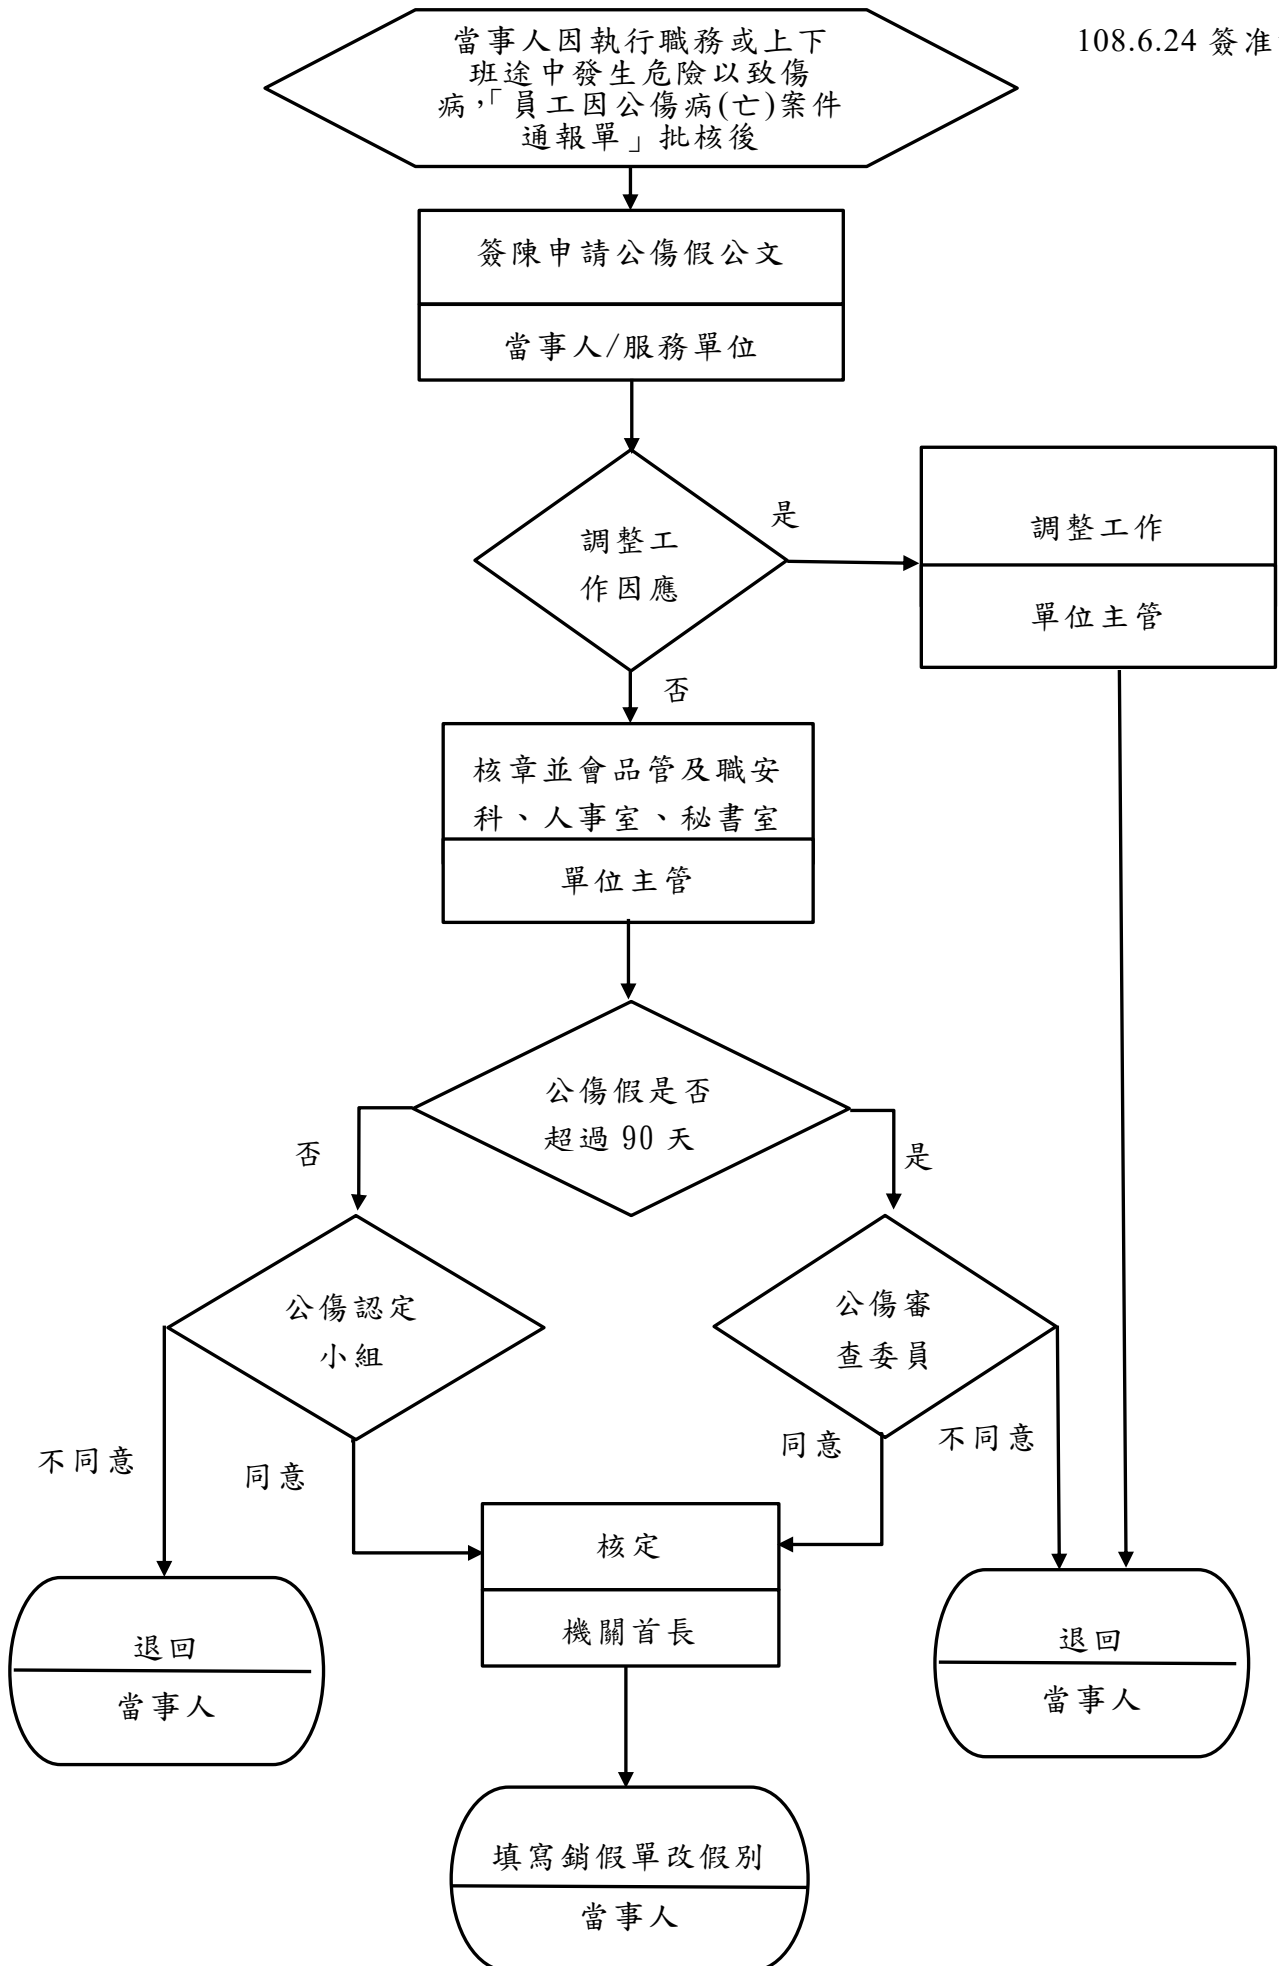 108.6.24 簽准
當事人因執行職務或上下
班途中發生危險以致傷
病，「員工因公傷病(亡)案件
通報單」批核後
簽陳申請公傷假公文
當事人/服務單位
調整工
作因應
是
調整工作
單位主管
否
核章並會品管及職安
科、人事室、秘書室
單位主管
公傷假是否
超過 90 天
否
是
公傷認定
小組
公傷審
查委員
不同意
同意
同意
不同意
核定
機關首長
退回
當事人
退回
當事人
填寫銷假單改假別
當事人